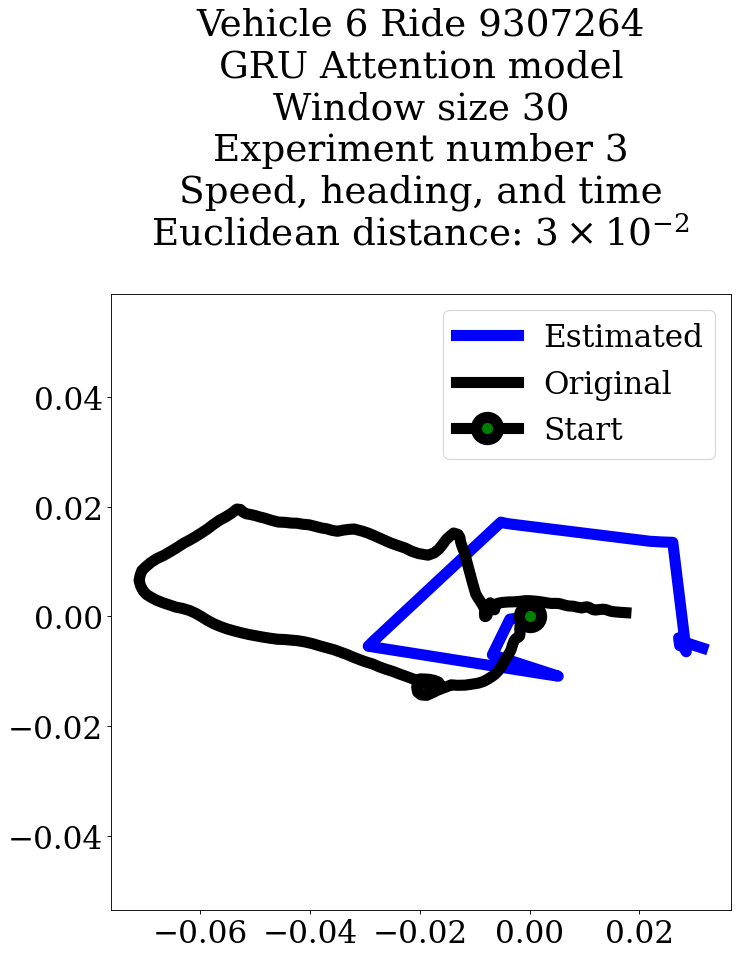 Vehicle 6 Ride 9307264
GRU Attention model
Window size 30
Experiment number 3
Speed, heading, and time
Euclidean distance: 3 × 10⁻²
Estimated
Original
Start
0.04
0.02
0.00
−0.02
−0.04
−0.06 −0.04 −0.02 0.00 0.02